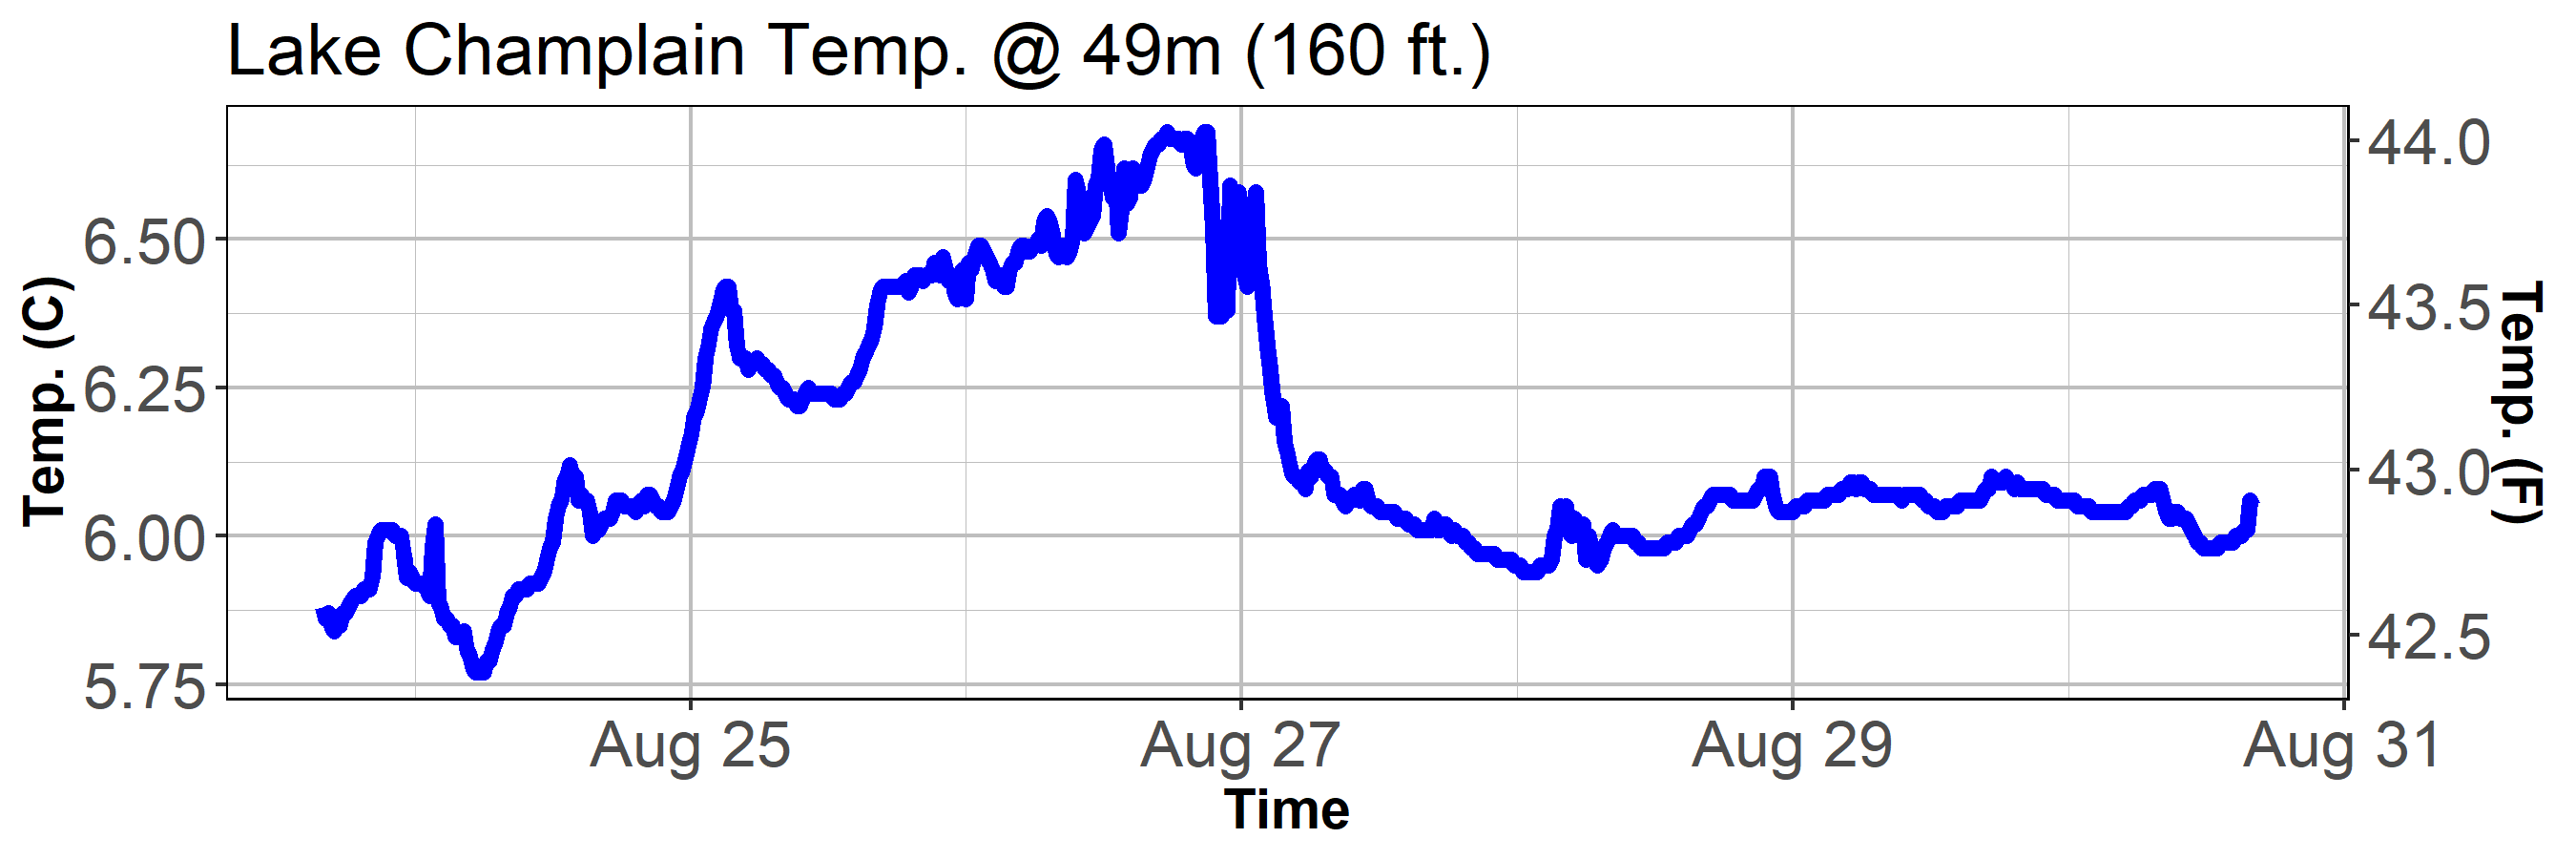 Lake Champlain Temp. @ 49m (160 ft.)
Temp. (C)
6.50
6.25
6.00
5.75
44.0
43.5
43.0
42.5
Temp. (F)
Aug 25
Aug 27
Aug 29
Aug 31
Time